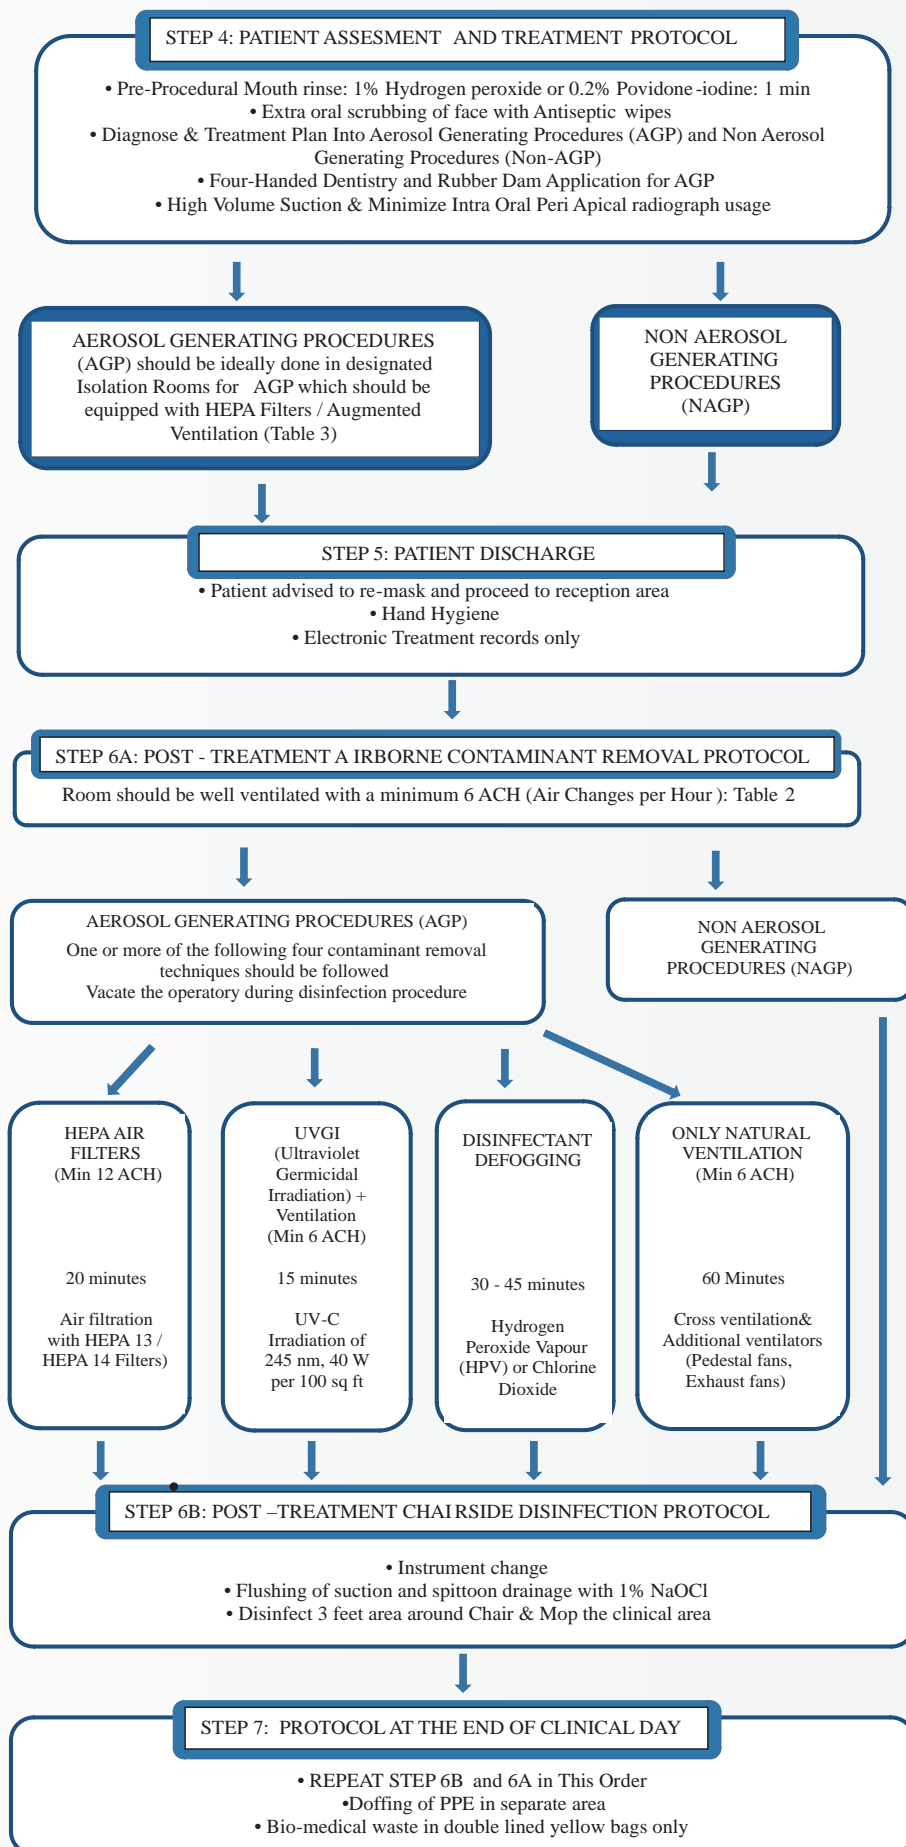 STEP 4: PATIENT ASSESMENT AND TREATMENT PROTOCOL
• Pre-Procedural Mouth rinse: 1% Hydrogen peroxide or 0.2% Povidone-iodine: 1 min
• Extra oral scrubbing of face with Antiseptic wipes
• Diagnose & Treatment Plan Into Aerosol Generating Procedures (AGP) and Non Aerosol
Generating Procedures (Non-AGP)
• Four-Handed Dentistry and Rubber Dam Application for AGP
• High Volume Suction & Minimize Intra Oral Peri Apical radiograph usage
AEROSOL GENERATING PROCEDURES
(AGP) should be ideally done in designated
Isolation Rooms for AGP which should be
equipped with HEPA Filters / Augmented
Ventilation (Table 3)
NON AEROSOL
GENERATING
PROCEDURES
(NAGP)
STEP 5: PATIENT DISCHARGE
• Patient advised to re-mask and proceed to reception area
• Hand Hygiene
• Electronic Treatment records only
STEP 6A: POST - TREATMENT A IRBORNE CONTAMINANT REMOVAL PROTOCOL
Room should be well ventilated with a minimum 6 ACH (Air Changes per Hour ): Table 2
AEROSOL GENERATING PROCEDURES (AGP)
One or more of the following four contaminant removal
techniques should be followed
Vacate the operatory during disinfection procedure
NON AEROSOL
GENERATING
PROCEDURES (NAGP)
HEPA AIR
FILTERS
(Min 12 ACH)
20 minutes
Air filtration
with HEPA 13 /
HEPA 14 Filters)
UVGI
(Ultraviolet
Germicidal
Irradiation) +
Ventilation
(Min 6 ACH)
15 minutes
UV-C
Irradiation of
245 nm, 40 W
per 100 sq ft
DISINFECTANT
DEFOGGING
30 - 45 minutes
Hydrogen
Peroxide Vapour
(HPV) or Chlorine
Dioxide
ONLY NATURAL
VENTILATION
(Min 6 ACH)
60 Minutes
Cross ventilation&
Additional ventilators
(Pedestal fans,
Exhaust fans)
STEP 6B: POST –TREATMENT CHAIRSIDE DISINFECTION PROTOCOL
• Instrument change
• Flushing of suction and spittoon drainage with 1% NaOCl
• Disinfect 3 feet area around Chair & Mop the clinical area
STEP 7: PROTOCOL AT THE END OF CLINICAL DAY
• REPEAT STEP 6B and 6A in This Order
•Doffing of PPE in separate area
• Bio-medical waste in double lined yellow bags only